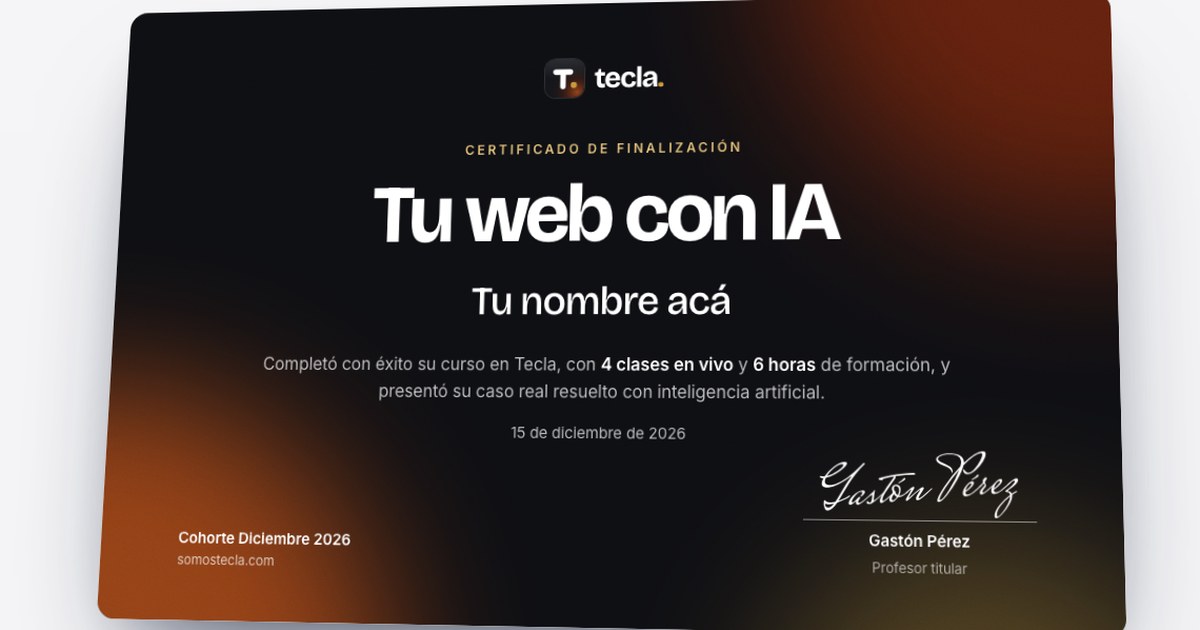 T. tecla.
CERTIFICADO DE FINALIZACIÓN
Tu web con IA
Tu nombre acá
Completó con éxito su curso en Tecla, con 4 clases en vivo y 6 horas de formación, y
presentó su caso real resuelto con inteligencia artificial.
15 de diciembre de 2026
Gastón Pérez
Cohorte Diciembre 2026
somostecla.com
Gastón Pérez
Profesor titular